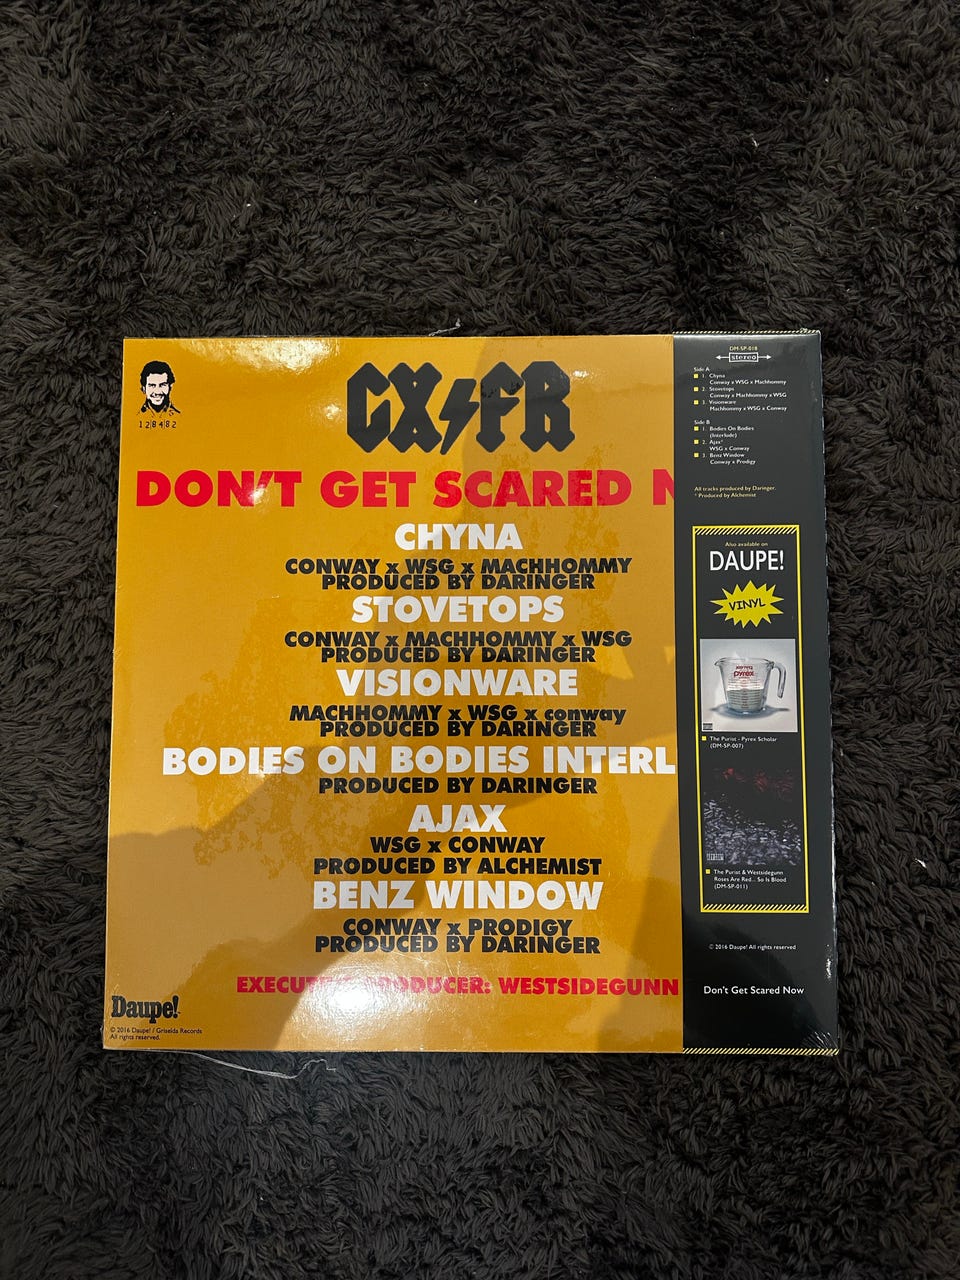 GX⚡FR
128482
DON'T GET SCARED N
CHYNA
CONWAY x WSG x MACHHOMMY
PRODUCED BY DARINGER
STOVETOPS
CONWAY x MACHHOMMY x WSG
PRODUCED BY DARINGER
VISIONWARE
MACHHOMMY x WSG x conway
PRODUCED BY DARINGER
BODIES ON BODIES INTERL
PRODUCED BY DARINGER
AJAX
WSG x CONWAY
PRODUCED BY ALCHEMIST
BENZ WINDOW
CONWAY x PRODIGY
PRODUCED BY DARINGER
PRODUCER: WESTSIDEGUNN
Daupe!
© 2016 Daupe! / Griselda Records
All rights reserved.
DM-SP-018
stereo
Side A
1. Chyna
Conway x WSG x Machhommy
2. Stovetops
Conway x Machhommy x WSG
3. Visionware
Machhommy x WSG x Conway
Side B
1. Bodies On Bodies
(Interlude)
2. Ajax*
WSG x Conway
3. Benz Window
Conway x Prodigy
All tracks produced by Daringer.
* Produced by Alchemist
Also available on
DAUPE!
VINYL
pyrex
The Purist - Pyrex Scholar
(DM-SP-007)
The Purist & Westsidegunn
Roses Are Red... So Is Blood
(DM-SP-011)
© 2016 Daupe! All rights reserved
Don't Get Scared Now